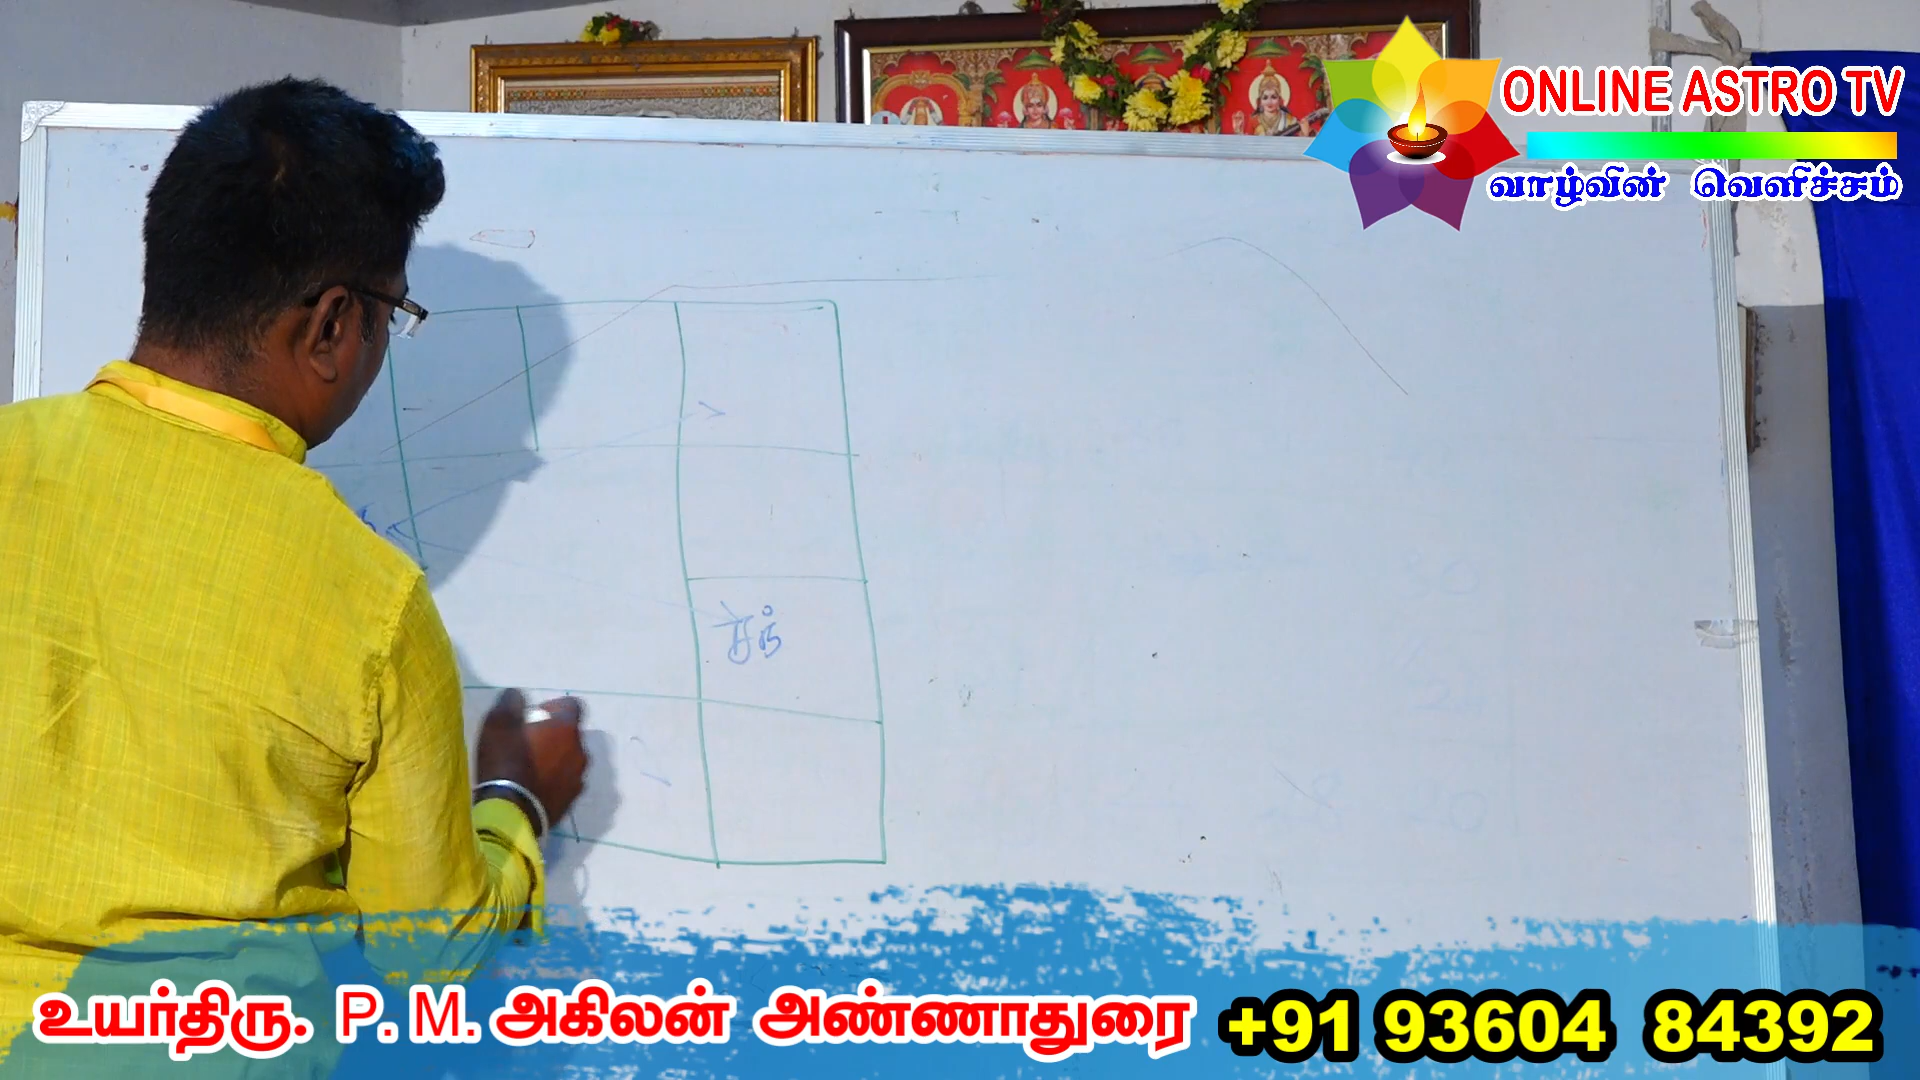 ONLINE ASTRO TV
வாழ்வின் வெளிச்சம்
உயர்திரு. P. M. அகிலன் அண்ணாதுரை +91 93604 84392